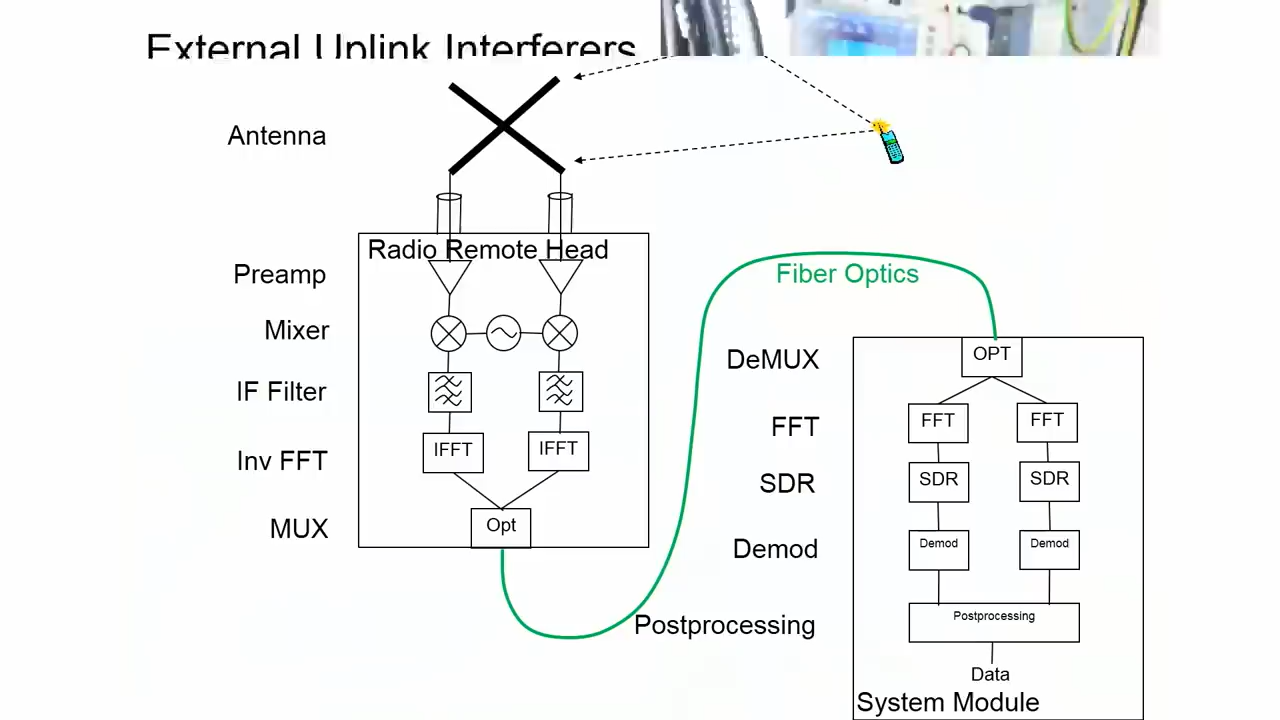 External Uplink Interferers
Antenna
Radio Remote Head
Preamp
Mixer
IF Filter
Inv FFT
IFFT
IFFT
MUX
Opt
Fiber Optics
DeMUX
OPT
FFT
FFT
FFT
SDR
SDR
SDR
Demod
Demod
Demod
Postprocessing
Postprocessing
Data
System Module